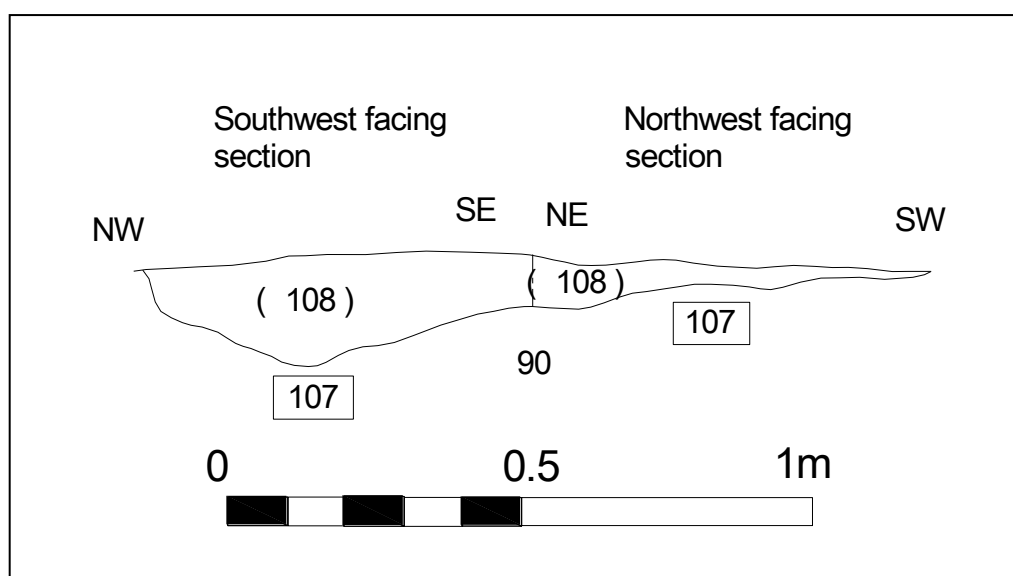 Southwest facing
section
Northwest facing
section
NW
SE
NE
SW
( 108 )
( 108 )
107
90
107
0
0.5
1m